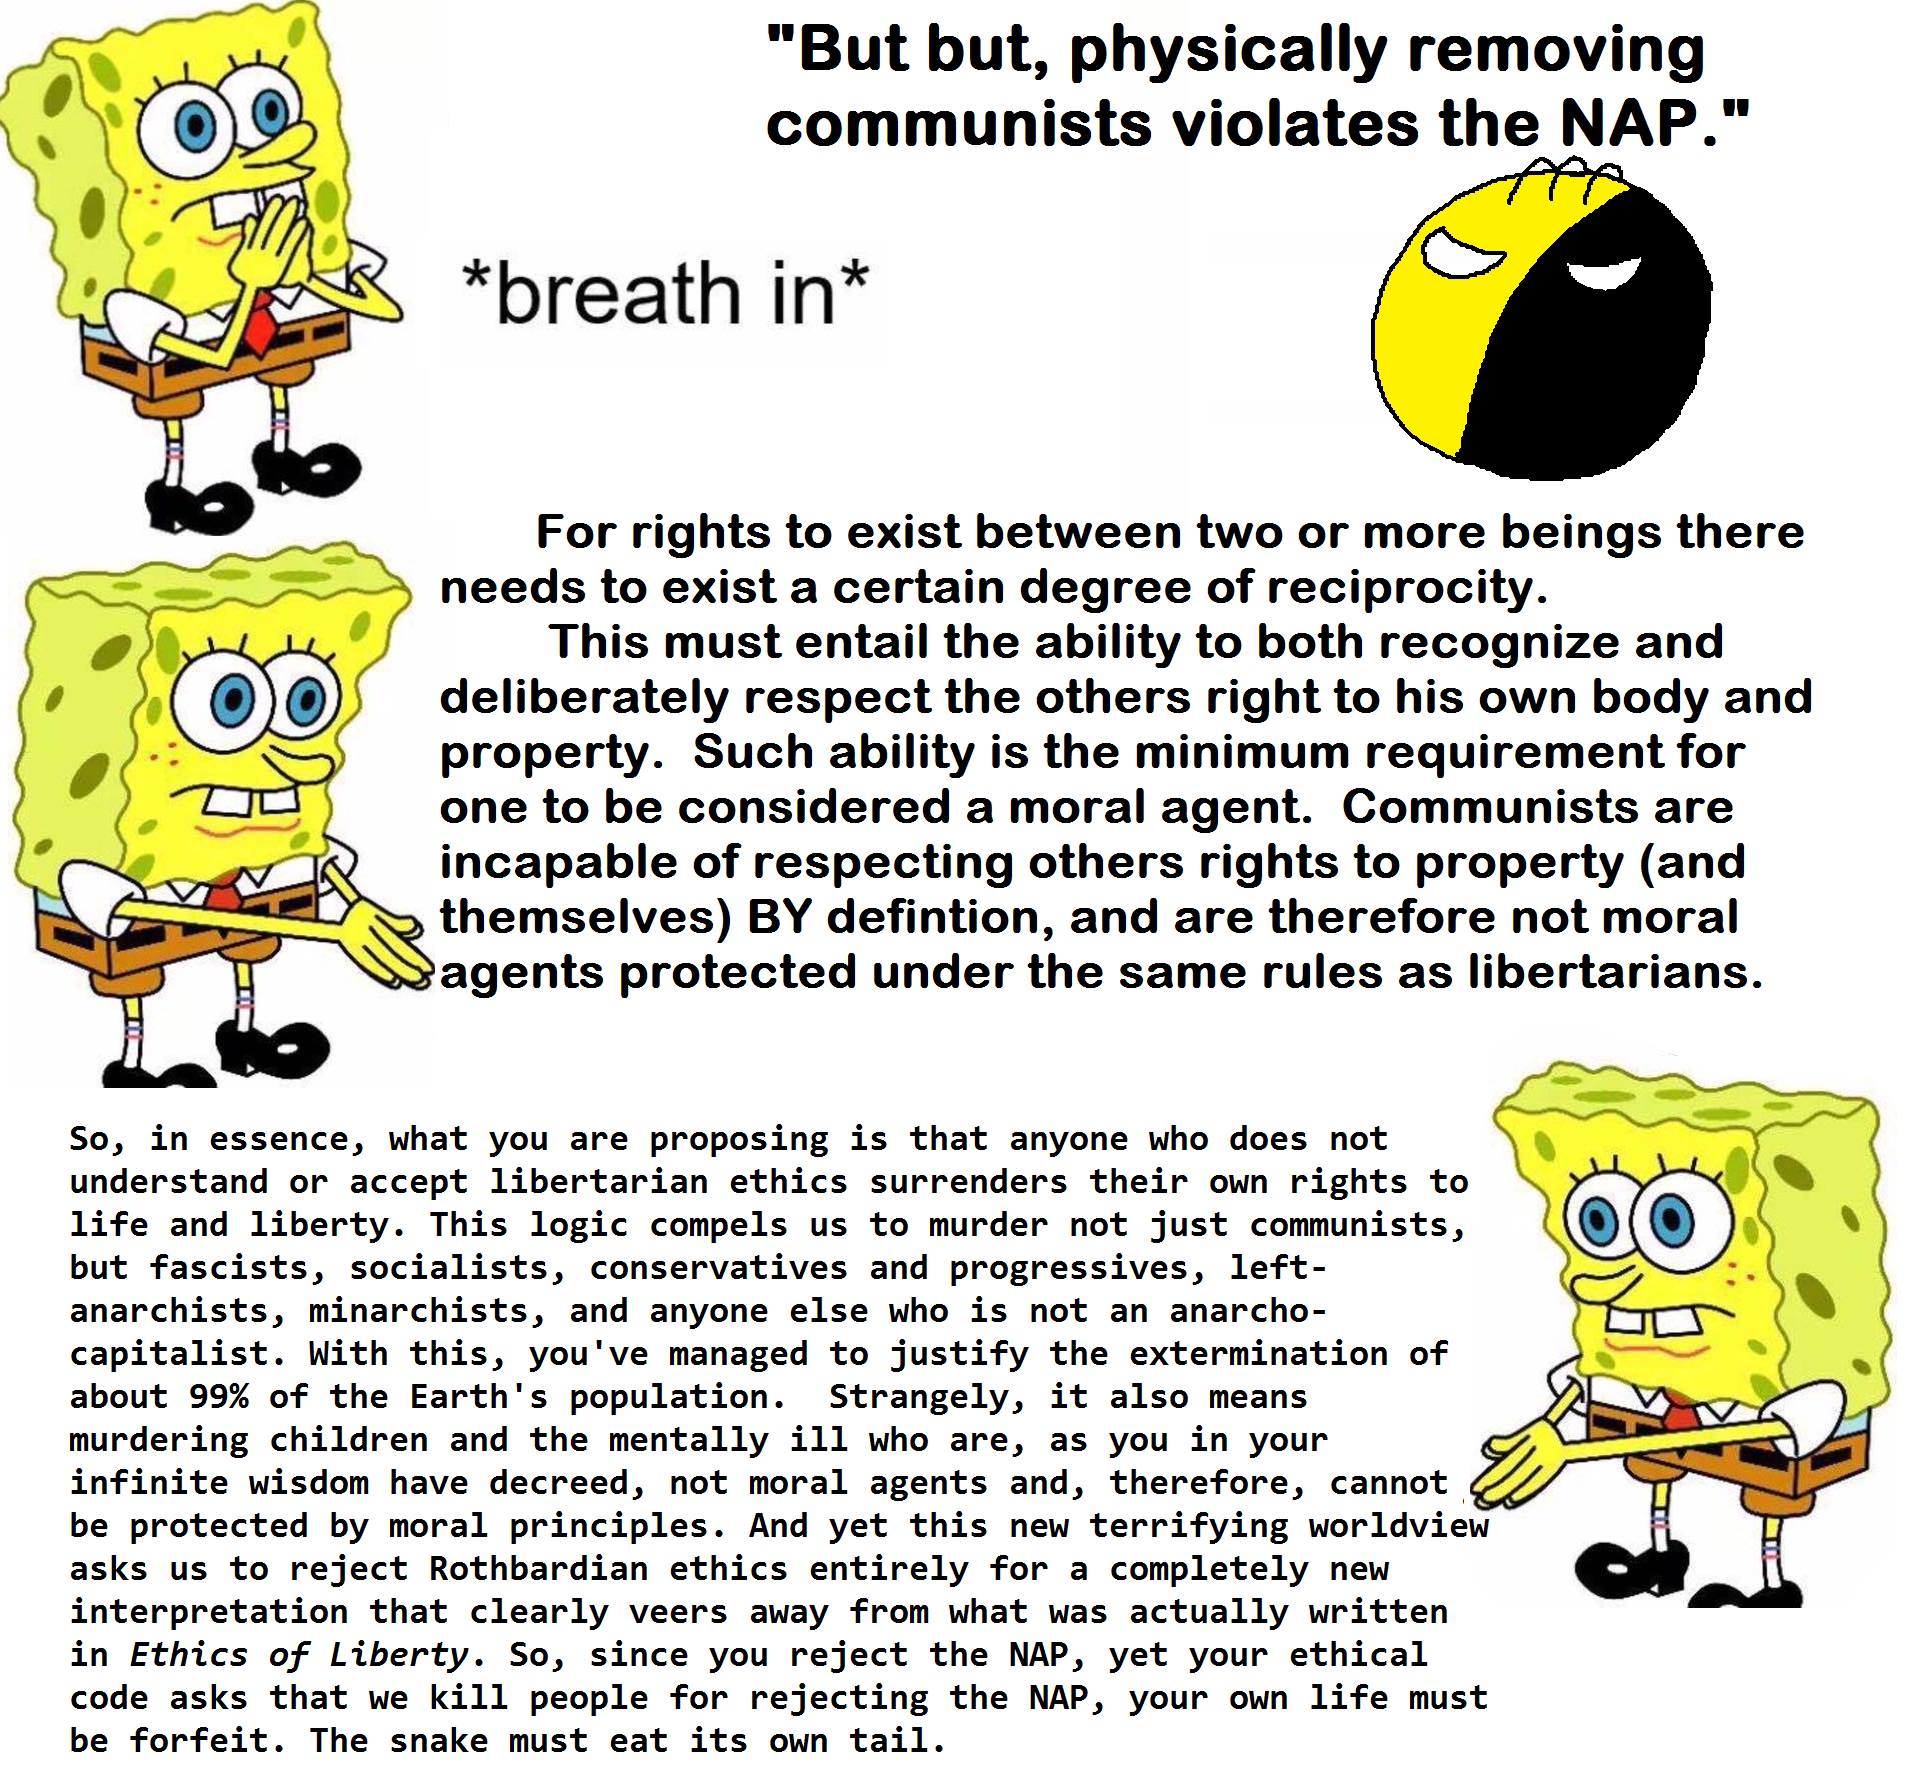 "But but, physically removing
communists violates the NAP."
*breath in*
For rights to exist between two or more beings there
needs to exist a certain degree of reciprocity.
This must entail the ability to both recognize and
deliberately respect the others right to his own body and
property. Such ability is the minimum requirement for
one to be considered a moral agent. Communists are
incapable of respecting others rights to property (and
themselves) BY defintion, and are therefore not moral
agents protected under the same rules as libertarians.
So, in essence, what you are proposing is that anyone who does not
understand or accept libertarian ethics surrenders their own rights to
life and liberty. This logic compels us to murder not just communists,
but fascists, socialists, conservatives and progressives, left-
anarchists, minarchists, and anyone else who is not an anarcho-
capitalist. With this, you've managed to justify the extermination of
about 99% of the Earth's population. Strangely, it also means
murdering children and the mentally ill who are, as you in your
infinite wisdom have decreed, not moral agents and, therefore, cannot
be protected by moral principles. And yet this new terrifying worldview
asks us to reject Rothbardian ethics entirely for a completely new
interpretation that clearly veers away from what was actually written
in Ethics of Liberty. So, since you reject the NAP, yet your ethical
code asks that we kill people for rejecting the NAP, your own life must
be forfeit. The snake must eat its own tail.